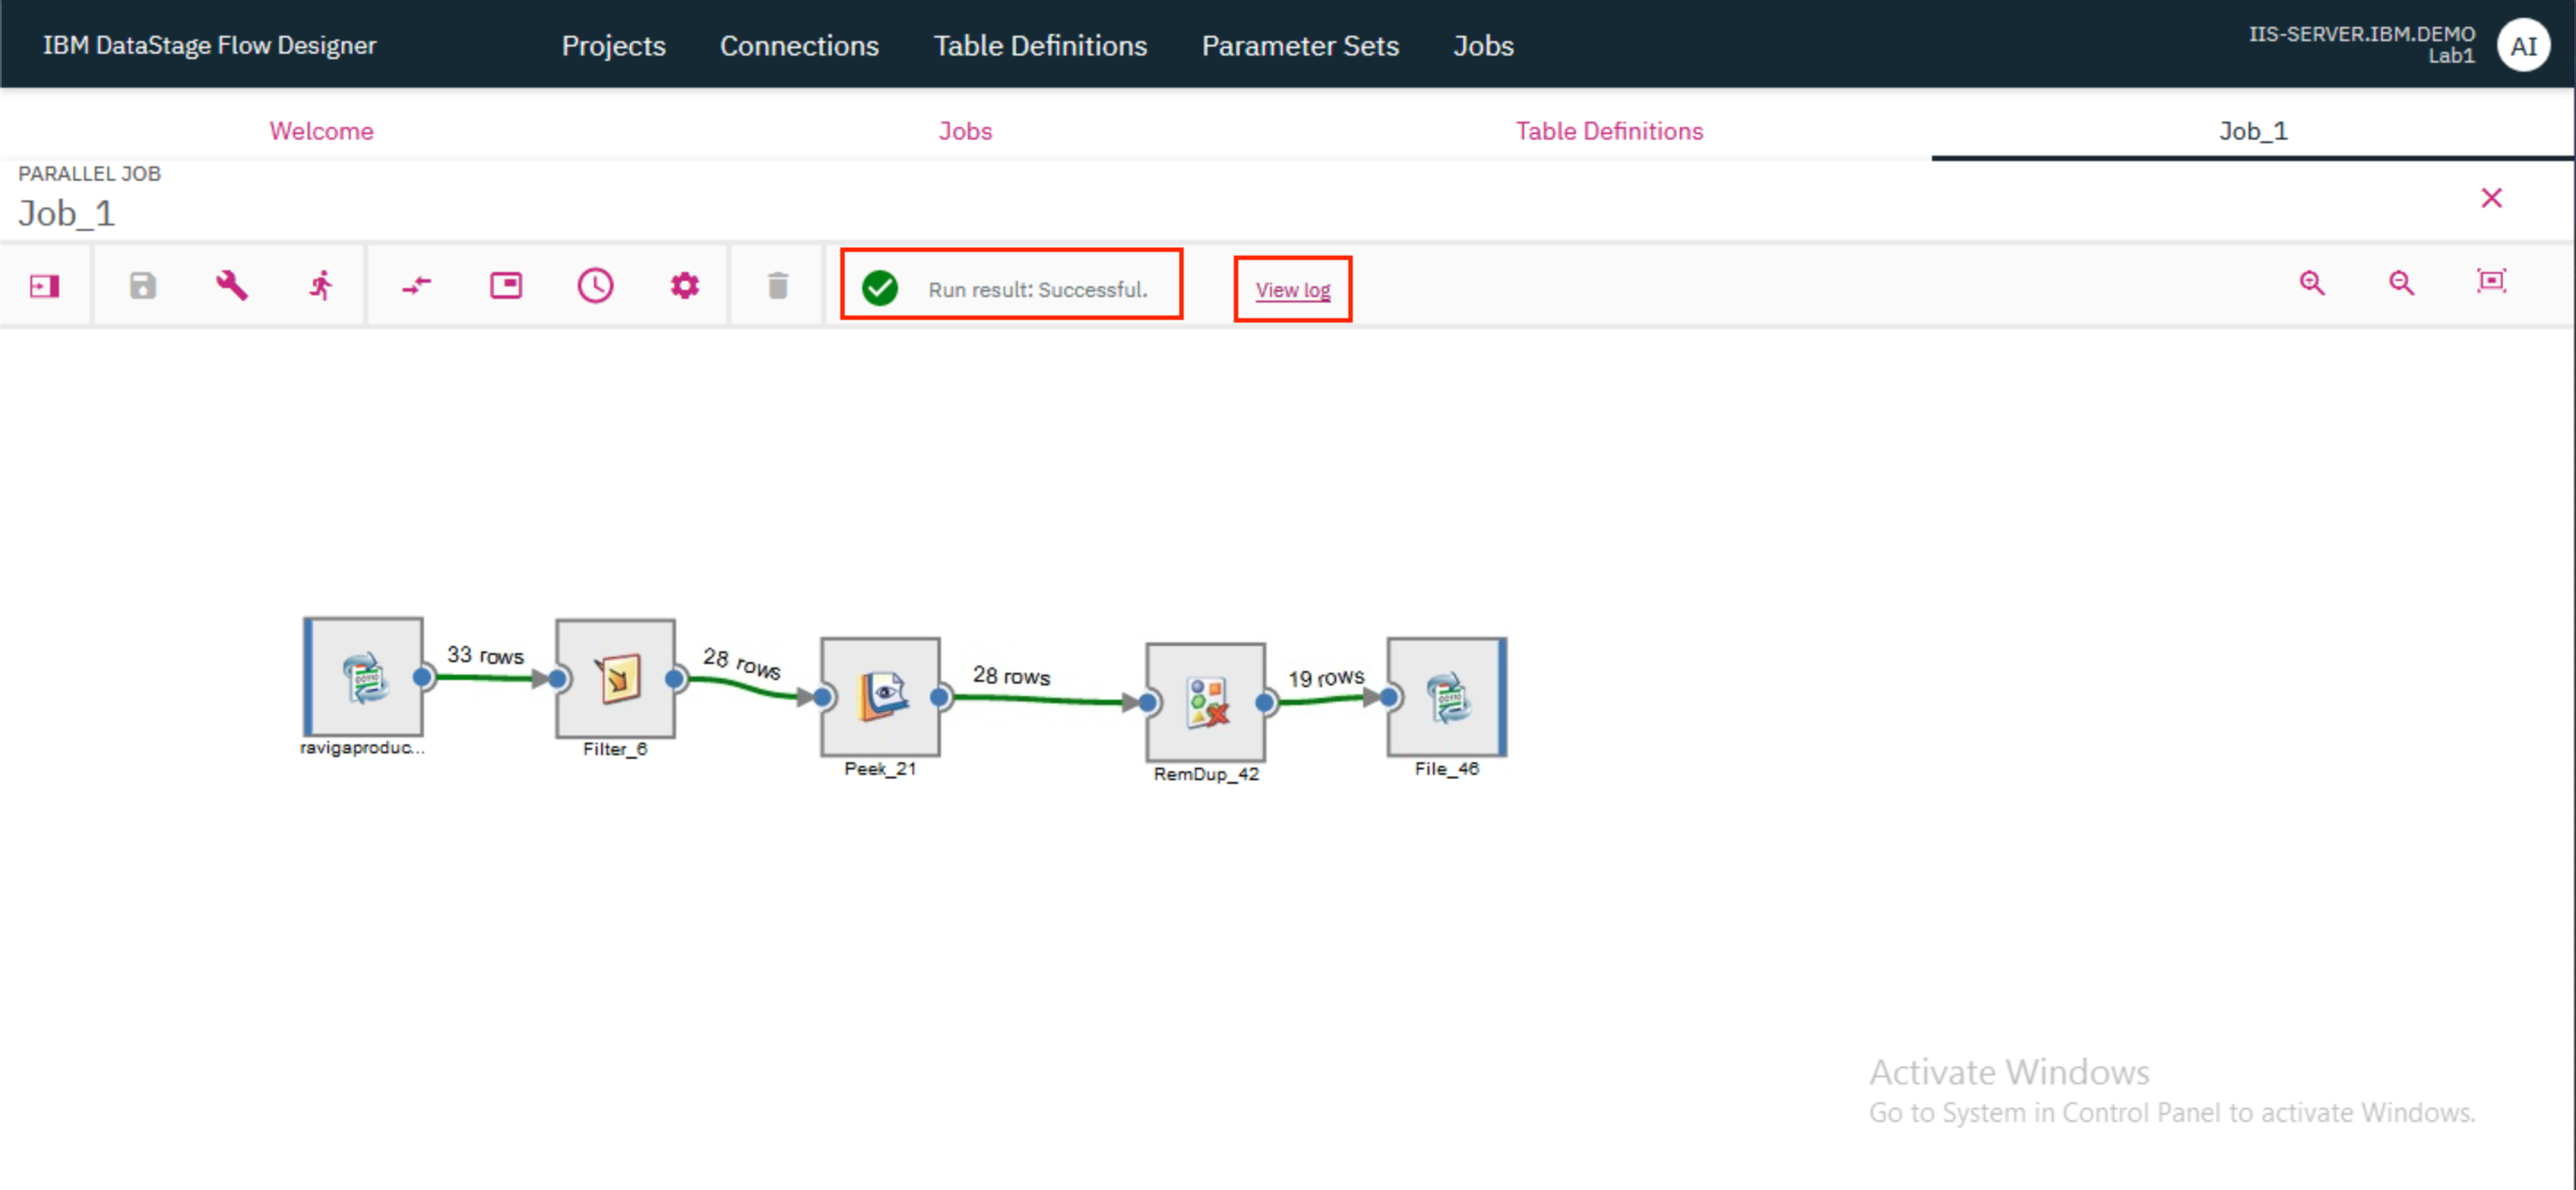 IBM DataStage Flow Designer
Projects
Connections
Table Definitions
Parameter Sets
Jobs
IIS-SERVER.IBM.DEMO
Lab1
AI
Welcome
Jobs
Table Definitions
Job_1
PARALLEL JOB
Job_1
Run result: Successful.
View log
33 rows
28 rows
28 rows
19 rows
ravigaproduc...
Filter_6
Peek_21
RemDup_42
File_46
Activate Windows
Go to System in Control Panel to activate Windows.